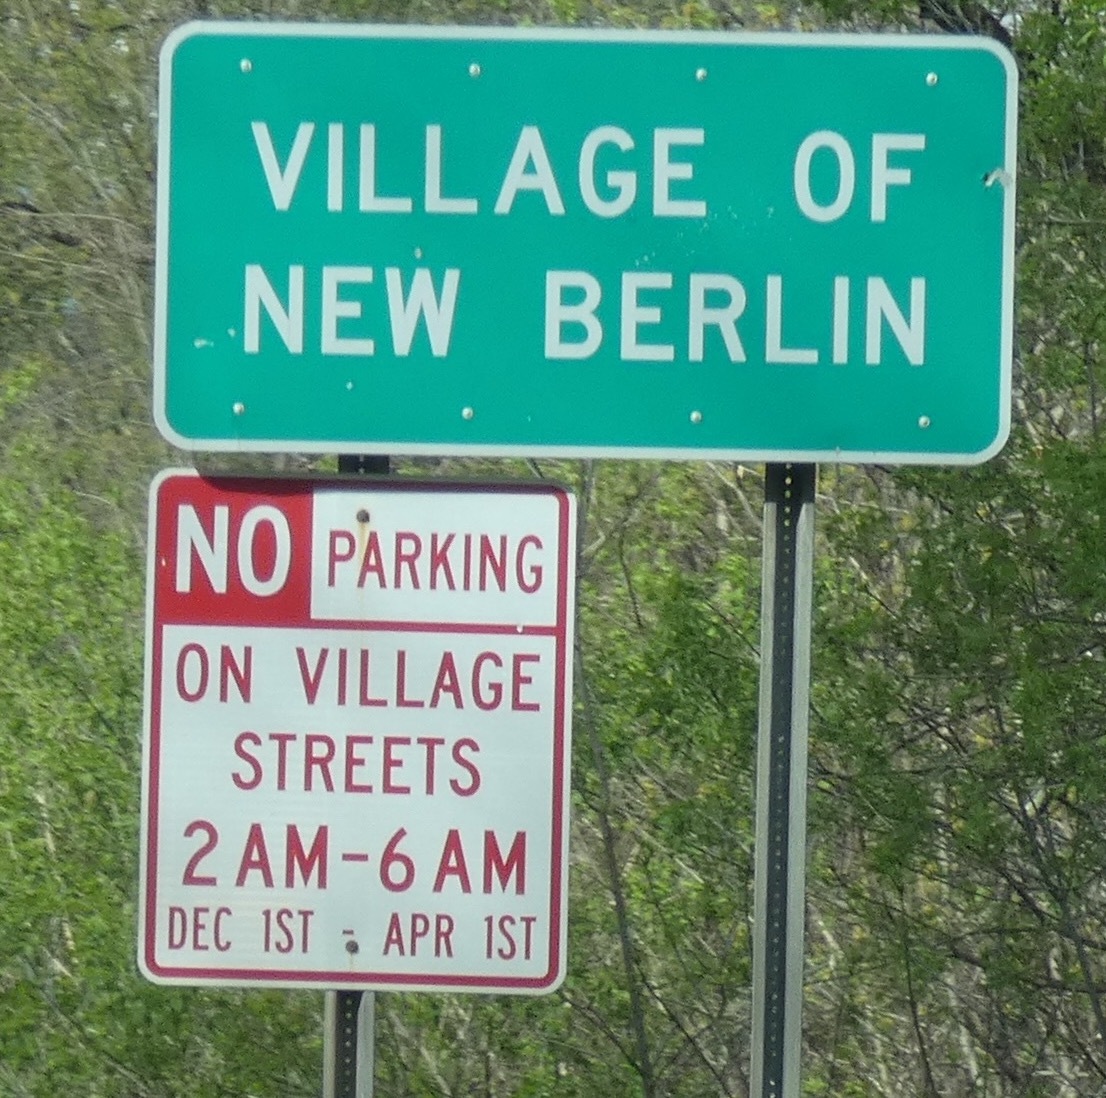 VILLAGE OF
NEW BERLIN
NO PARKING
ON VILLAGE
STREETS
2 AM - 6 AM
DEC 1ST - APR 1ST